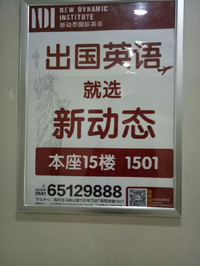 NEW DYNAMIC
INSTITUTE
新动态国际英语
出国英语
就选
新动态
本座15楼 1501
0591 65129888